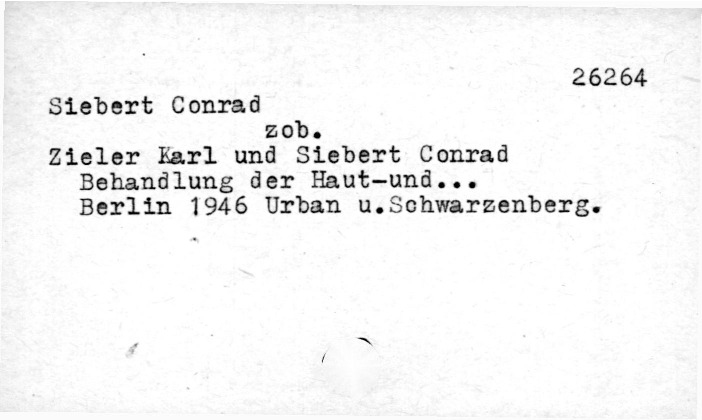 26264
Siebert Conrad
zob.
Zieler Karl und Siebert Conrad
Behandlung der Haut-und...
Berlin 1946 Urban u.Schwarzenberg.